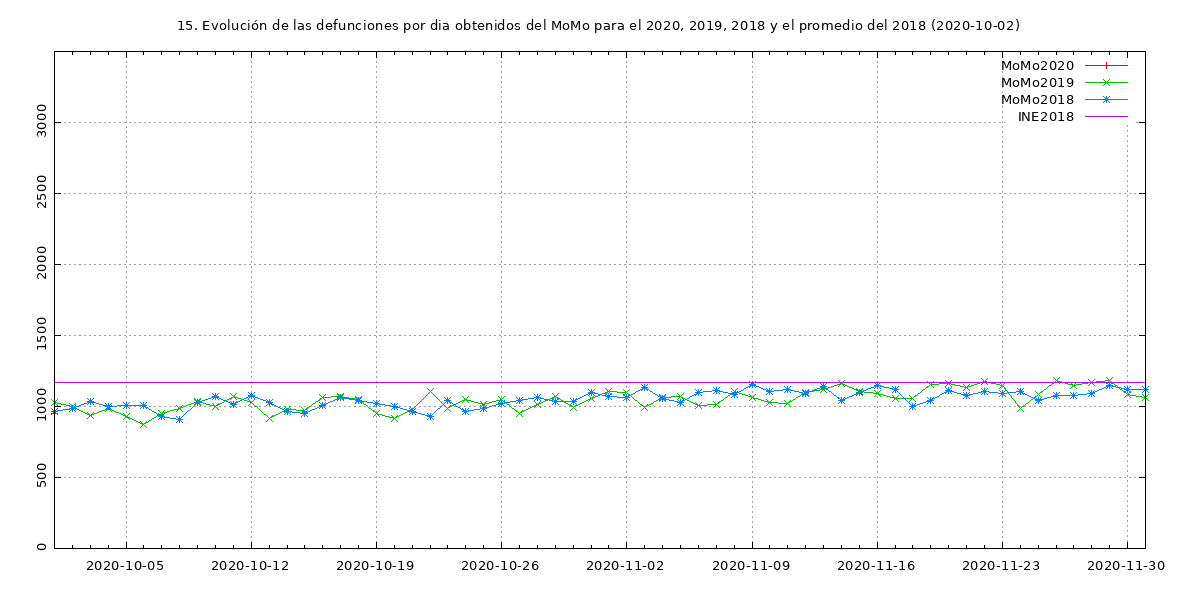 15. Evolución de las defunciones por dia obtenidos del MoMo para el 2020, 2019, 2018 y el promedio del 2018 (2020-10-02)
MoMo2020
MoMo2019
MoMo2018
INE2018
3000
2500
2000
1500
1000
500
0
2020-10-05 2020-10-12 2020-10-19 2020-10-26 2020-11-02 2020-11-09 2020-11-16 2020-11-23 2020-11-30